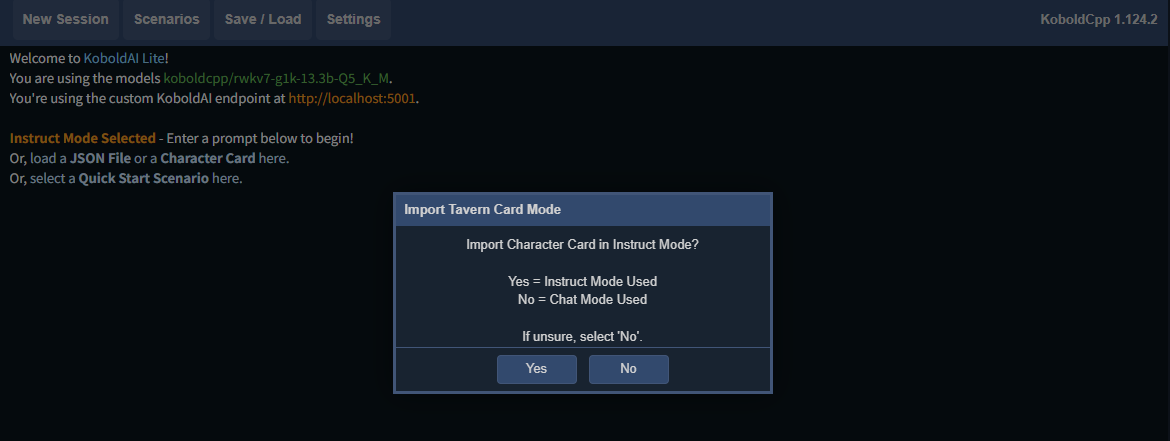 New Session Scenarios Save / Load Settings KoboldCpp 1.124.2
Welcome to KoboldAI Lite!
You are using the models koboldcpp/rwkv7-g1k-13.3b-Q5_K_M.
You're using the custom KoboldAI endpoint at http://localhost:5001.
Instruct Mode Selected - Enter a prompt below to begin!
Or, load a JSON File or a Character Card here.
Or, select a Quick Start Scenario here.
Import Tavern Card Mode
Import Character Card in Instruct Mode?
Yes = Instruct Mode Used
No = Chat Mode Used
If unsure, select 'No'.
Yes No